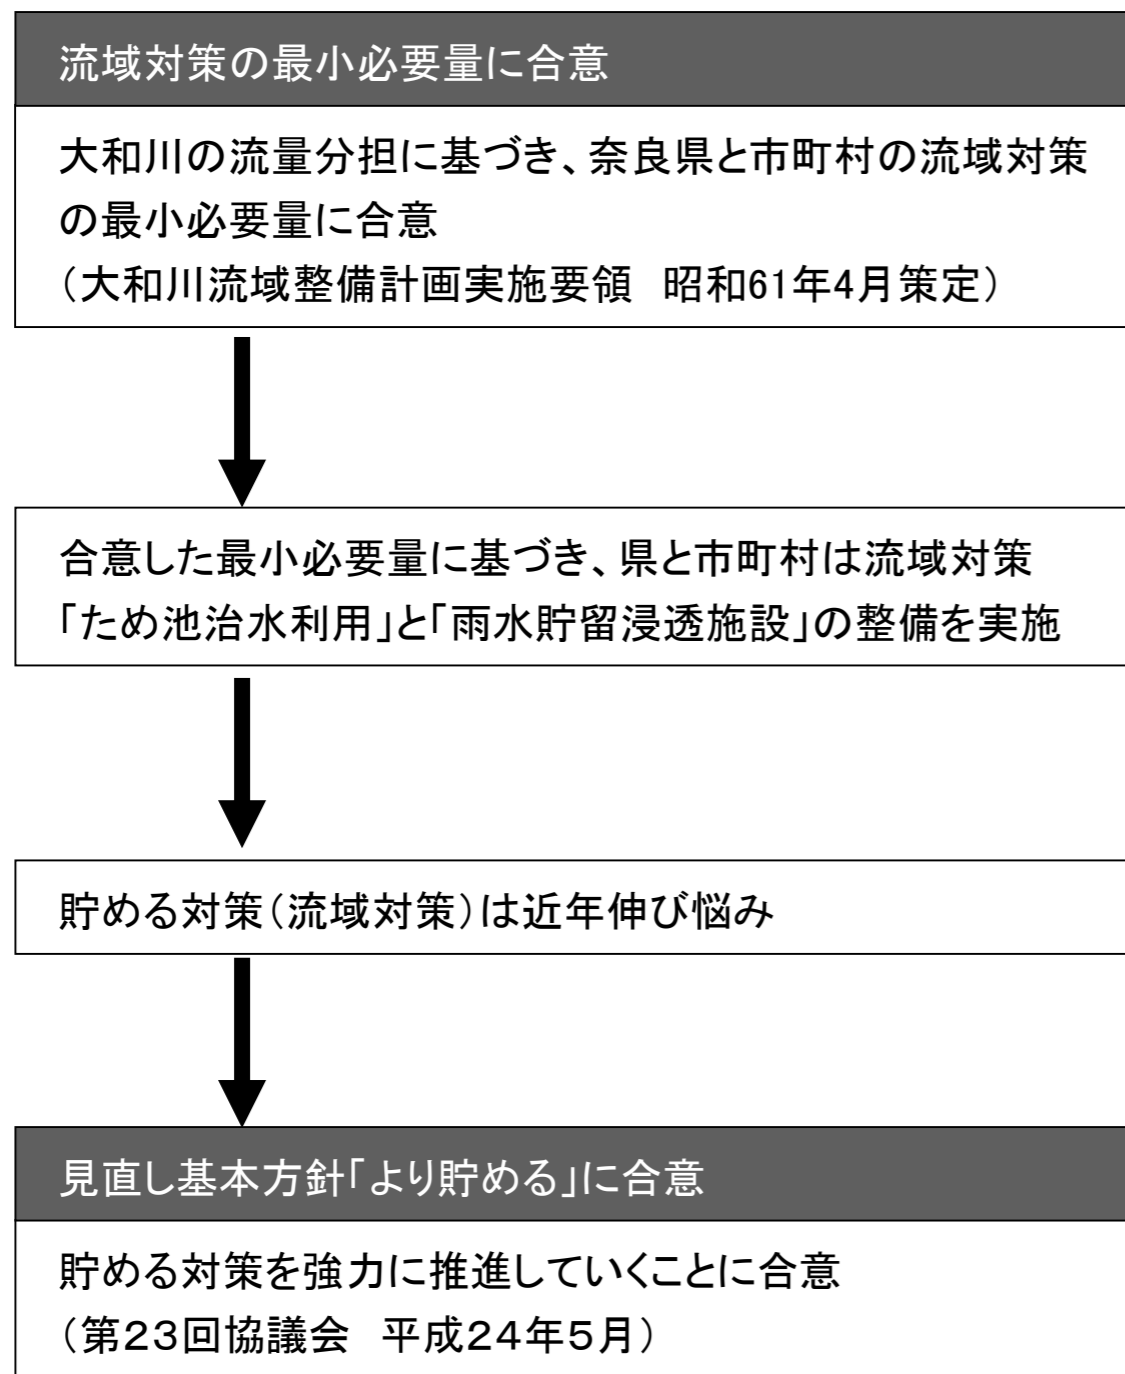 流域対策の最小必要量に合意
大和川の流量分担に基づき、奈良県と市町村の流域対策
の最小必要量に合意
（大和川流域整備計画実施要領　昭和61年4月策定）
合意した最小必要量に基づき、県と市町村は流域対策
「ため池治水利用」と「雨水貯留浸透施設」の整備を実施
貯める対策（流域対策）は近年伸び悩み
見直し基本方針「より貯める」に合意
貯める対策を強力に推進していくことに合意
（第２３回協議会　平成２４年５月）